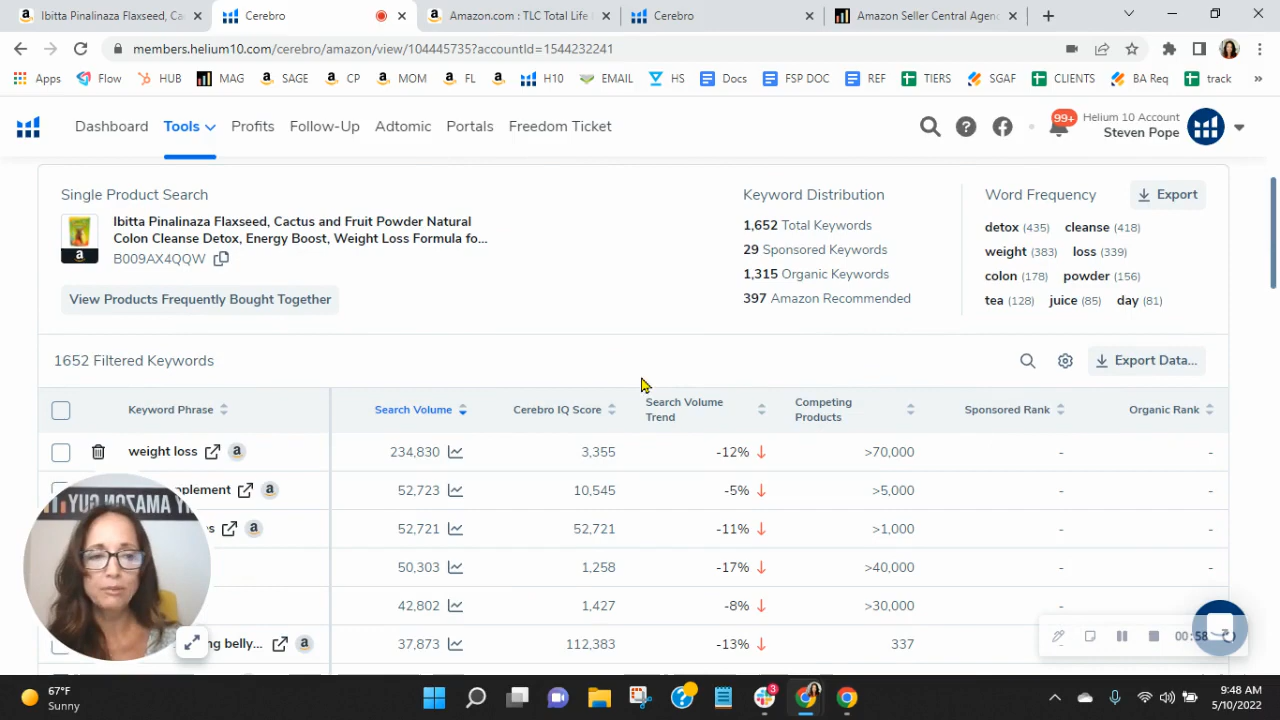 Ibitta Pinalinaza Flaxseed, Ca
Cerebro
Amazon.com : TLC Total Life
Cerebro
Amazon Seller Central Agen
members.helium10.com/cerebro/amazon/view/104445735?accountId=1544232241
Apps Flow HUB MAG SAGE CP MOM FL H10 EMAIL HS Docs FSP DOC REF TIERS SGAF CLIENTS BA Req track »
Dashboard Tools Profits Follow-Up Adtomic Portals Freedom Ticket
99+
Helium 10 Account
Steven Pope
Single Product Search
Ibitta Pinalinaza Flaxseed, Cactus and Fruit Powder Natural
Colon Cleanse Detox, Energy Boost, Weight Loss Formula fo...
B009AX4QQW
View Products Frequently Bought Together
Keyword Distribution
1,652 Total Keywords
29 Sponsored Keywords
1,315 Organic Keywords
397 Amazon Recommended
Word Frequency
Export
detox (435) cleanse (418)
weight (383) loss (339)
colon (178) powder (156)
tea (128) juice (85) day (81)
1652 Filtered Keywords
Export Data...
Keyword Phrase Search Volume Cerebro IQ Score Search Volume Trend Competing Products Sponsored Rank Organic Rank
weight loss 234,830 3,355 -12% >70,000 - -
pplement 52,723 10,545 -5% >5,000 - -
s 52,721 52,721 -11% >1,000 - -
50,303 1,258 -17% >40,000 - -
42,802 1,427 -8% >30,000 - -
ng belly... 37,873 112,383 -13% 337
MY AMAZON GUY
00:58
67°F
Sunny
3
9:48 AM
5/10/2022